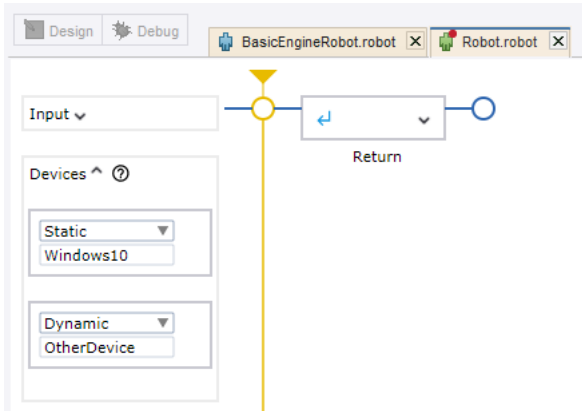 Design Debug
BasicEngineRobot.robot Robot.robot
Input
Return
Devices ?
Static
Windows10
Dynamic
OtherDevice